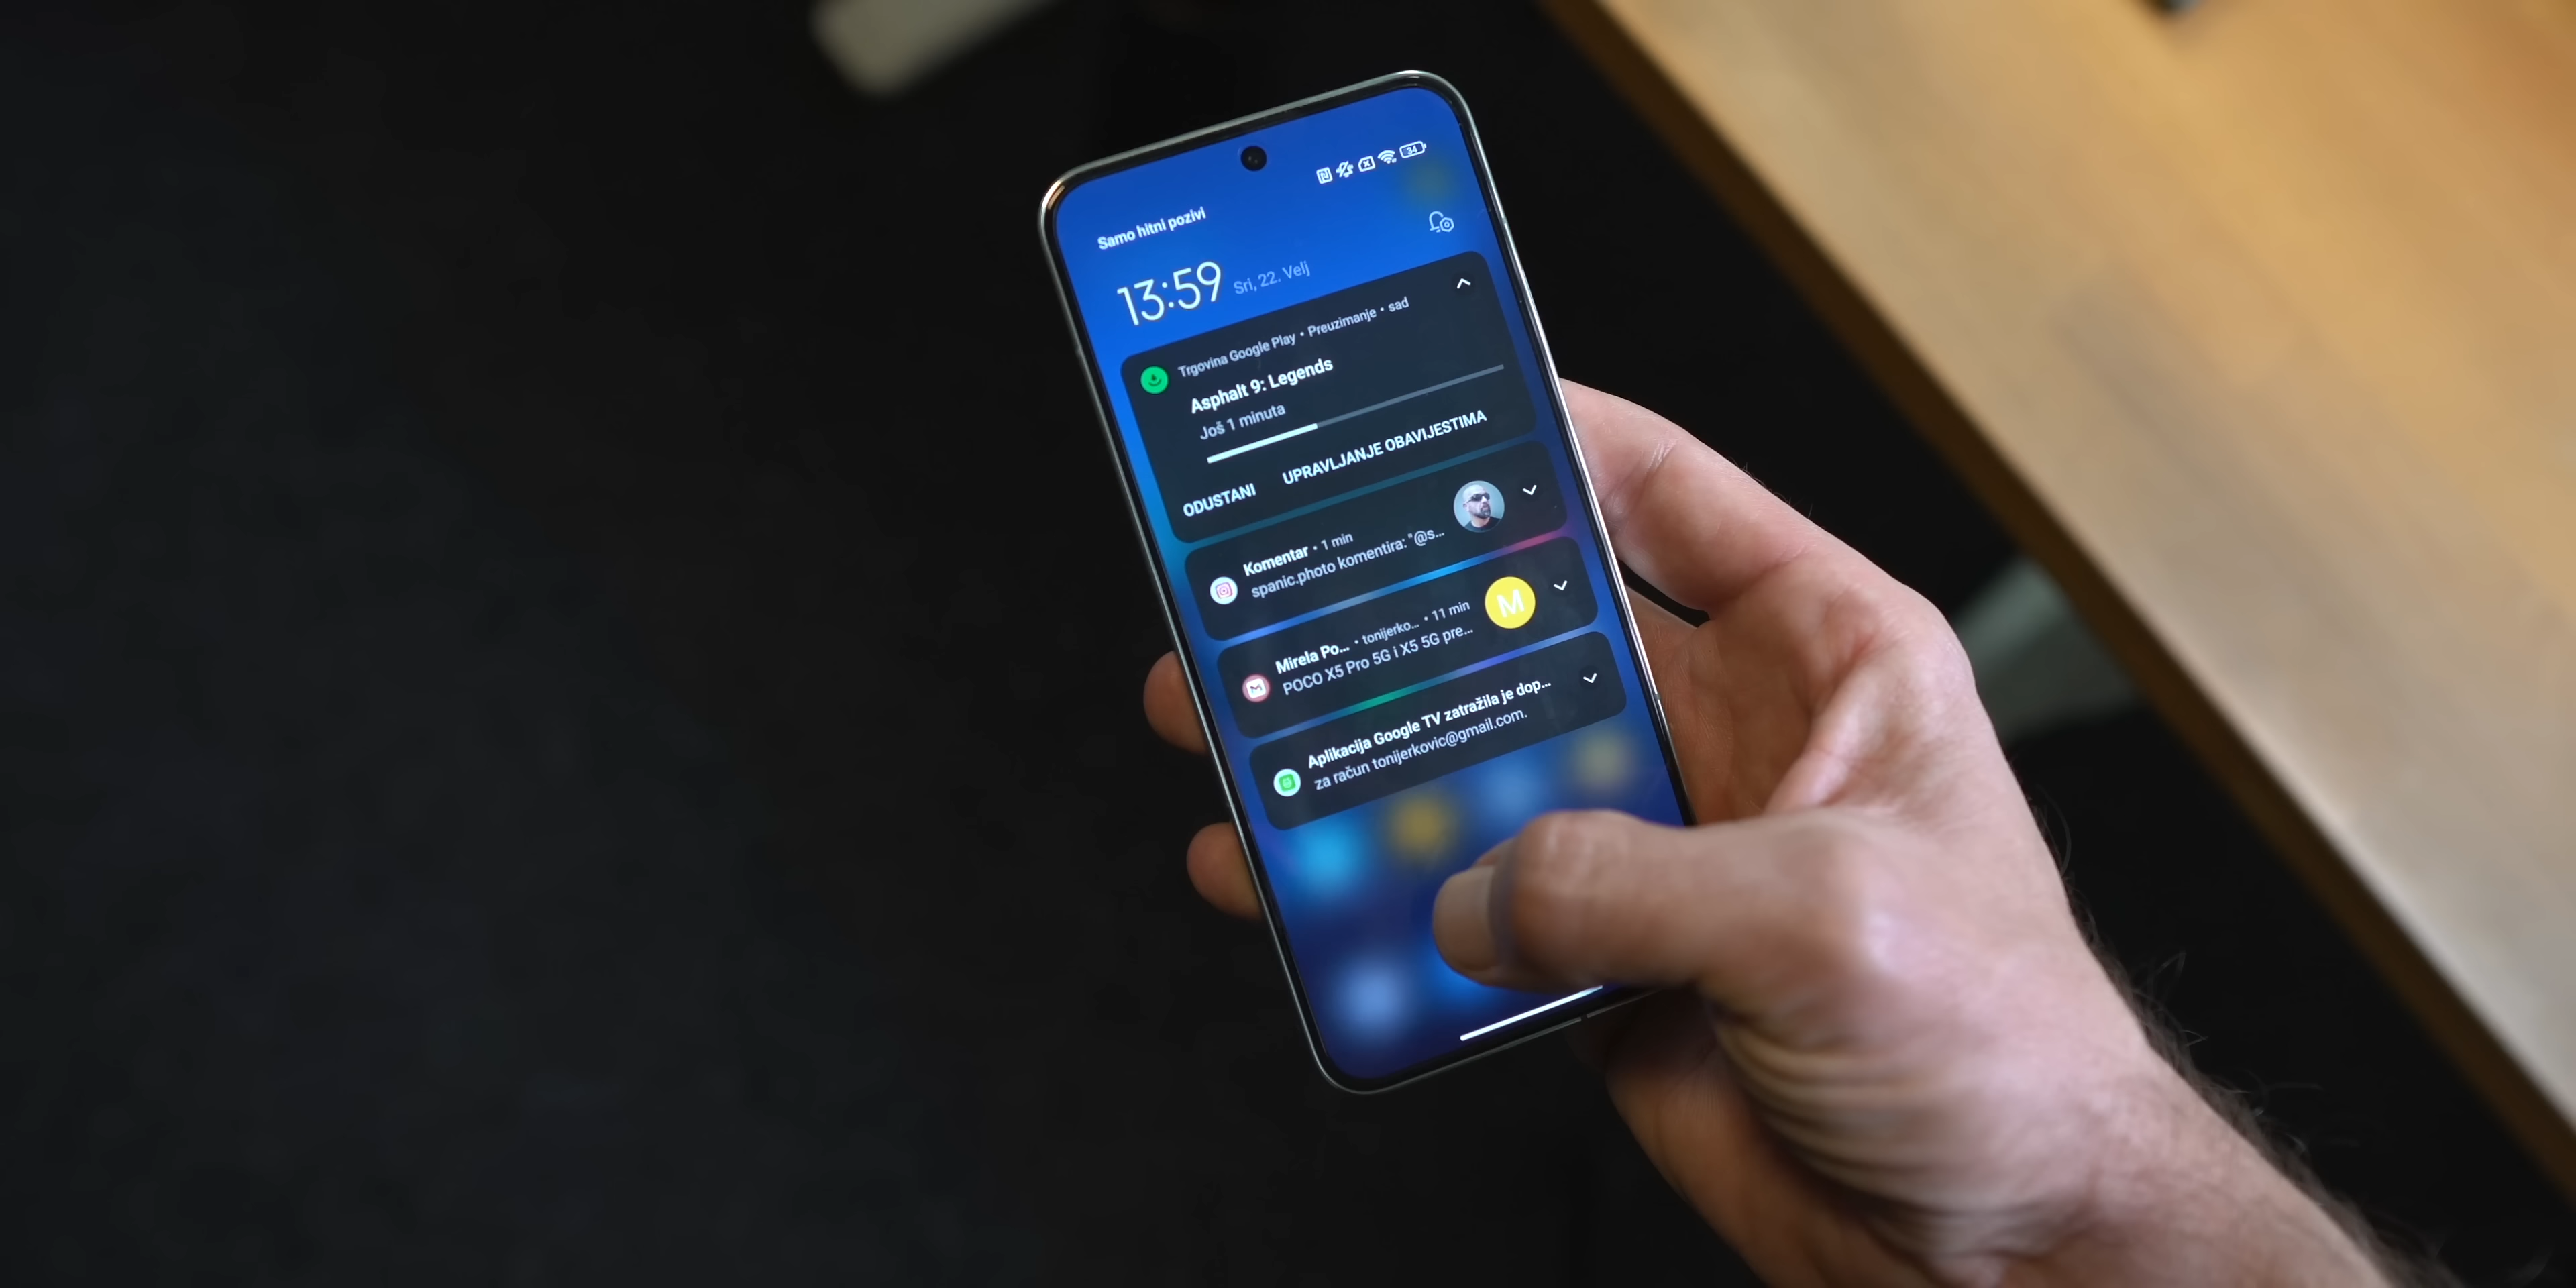 Samo hitni pozivi
34
13:59 Sri, 22. Velj
Trgovina Google Play • Preuzimanje • sad
Asphalt 9: Legends
Još 1 minuta
ODUSTANI UPRAVLJANJE OBAVIJESTIMA
Komentar • 1 min
spanic.photo komentira: "@s...
Mirela Po... • tonijerko... • 11 min
M
POCO X5 Pro 5G i X5 5G pre...
Aplikacija Google TV zatražila je dop...
za račun tonijerkovic@gmail.com.